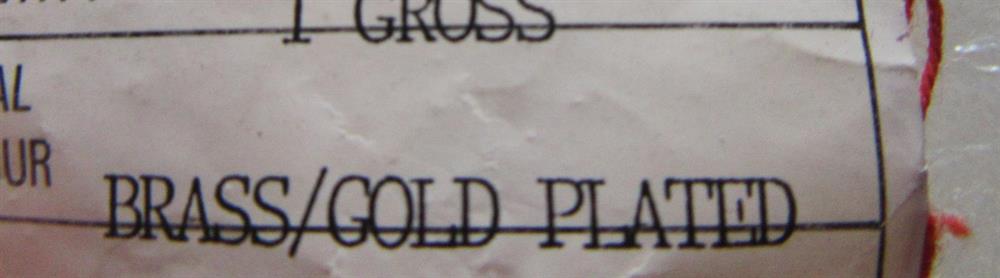 1 GROSS
AL
UR
BRASS/GOLD PLATED